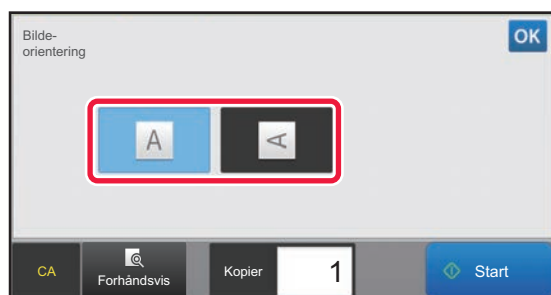 Bilde-
orientering
OK
A
A
CA
Forhåndsvis
Kopier
1
Start